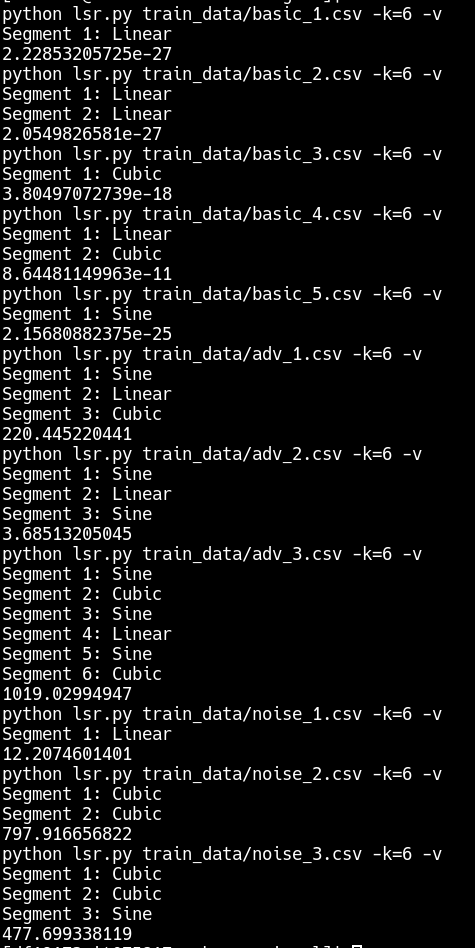 python lsr.py train_data/basic_1.csv -k=6 -v
Segment 1: Linear
2.22853205725e-27
python lsr.py train_data/basic_2.csv -k=6 -v
Segment 1: Linear
Segment 2: Linear
2.0549826581e-27
python lsr.py train_data/basic_3.csv -k=6 -v
Segment 1: Cubic
3.80497072739e-18
python lsr.py train_data/basic_4.csv -k=6 -v
Segment 1: Linear
Segment 2: Cubic
8.64481149963e-11
python lsr.py train_data/basic_5.csv -k=6 -v
Segment 1: Sine
2.15680882375e-25
python lsr.py train_data/adv_1.csv -k=6 -v
Segment 1: Sine
Segment 2: Linear
Segment 3: Cubic
220.445220441
python lsr.py train_data/adv_2.csv -k=6 -v
Segment 1: Sine
Segment 2: Linear
Segment 3: Sine
3.68513205045
python lsr.py train_data/adv_3.csv -k=6 -v
Segment 1: Sine
Segment 2: Cubic
Segment 3: Sine
Segment 4: Linear
Segment 5: Sine
Segment 6: Cubic
1019.02994947
python lsr.py train_data/noise_1.csv -k=6 -v
Segment 1: Linear
12.2074601401
python lsr.py train_data/noise_2.csv -k=6 -v
Segment 1: Cubic
Segment 2: Cubic
797.916656822
python lsr.py train_data/noise_3.csv -k=6 -v
Segment 1: Cubic
Segment 2: Cubic
Segment 3: Sine
477.699338119